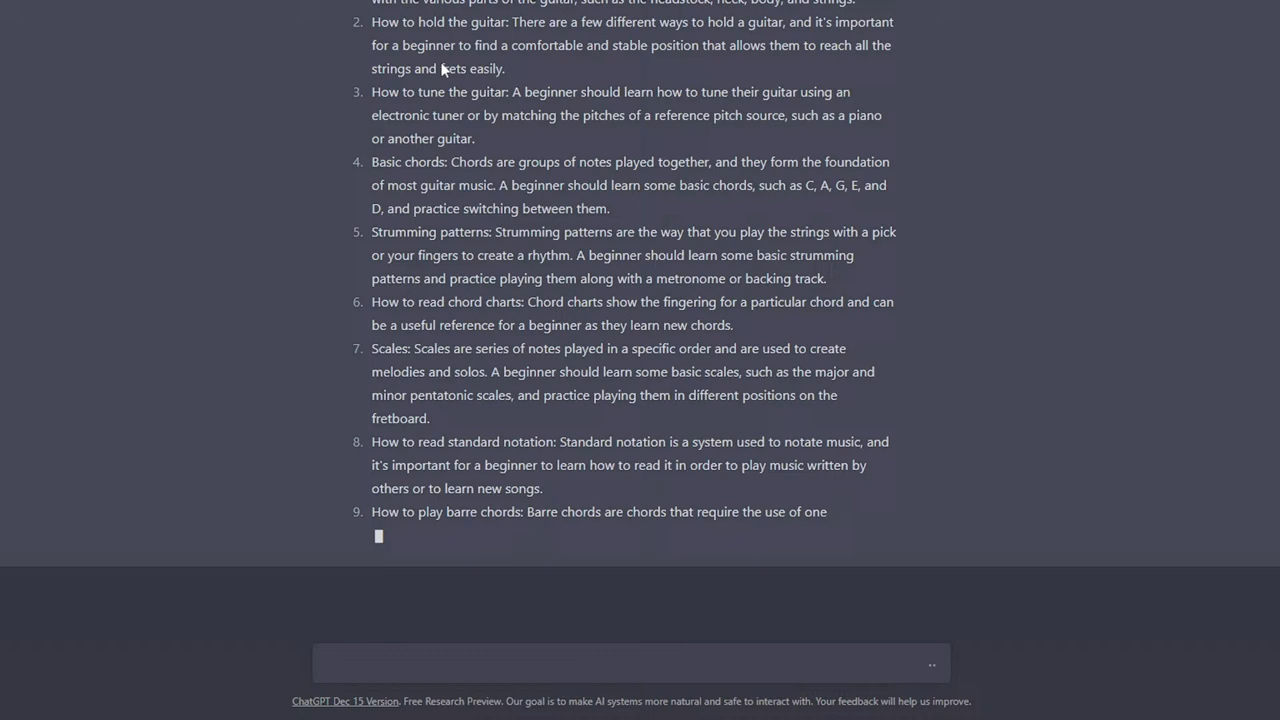 with the various parts of the guitar, such as the headstock, neck, body, and strings.
2. How to hold the guitar: There are a few different ways to hold a guitar, and it's important
for a beginner to find a comfortable and stable position that allows them to reach all the
strings and frets easily.
3. How to tune the guitar: A beginner should learn how to tune their guitar using an
electronic tuner or by matching the pitches of a reference pitch source, such as a piano
or another guitar.
4. Basic chords: Chords are groups of notes played together, and they form the foundation
of most guitar music. A beginner should learn some basic chords, such as C, A, G, E, and
D, and practice switching between them.
5. Strumming patterns: Strumming patterns are the way that you play the strings with a pick
or your fingers to create a rhythm. A beginner should learn some basic strumming
patterns and practice playing them along with a metronome or backing track.
6. How to read chord charts: Chord charts show the fingering for a particular chord and can
be a useful reference for a beginner as they learn new chords.
7. Scales: Scales are series of notes played in a specific order and are used to create
melodies and solos. A beginner should learn some basic scales, such as the major and
minor pentatonic scales, and practice playing them in different positions on the
fretboard.
8. How to read standard notation: Standard notation is a system used to notate music, and
it's important for a beginner to learn how to read it in order to play music written by
others or to learn new songs.
9. How to play barre chords: Barre chords are chords that require the use of one
ChatGPT Dec 15 Version. Free Research Preview. Our goal is to make AI systems more natural and safe to interact with. Your feedback will help us improve.